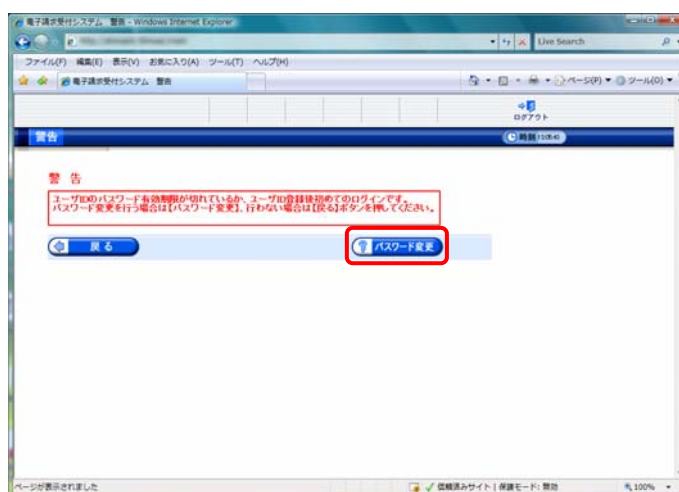 電子請求受付システム 警告 - Windows Internet Explorer
Live Search
ファイル(F) 編集(E) 表示(V) お気に入り(A) ツール(T) ヘルプ(H)
電子請求受付システム 警告
ページ(P) ツール(O)
ログアウト
警告
時刻
警 告
ユーザIDのパスワード有効期限が切れているか、ユーザID登録後初めてのログインです。
パスワード変更を行う場合は【パスワード変更】、行わない場合は【戻る】ボタンを押してください。
戻 る
パスワード変更
ページが表示されました
信頼済みサイト | 保護モード: 無効
100%